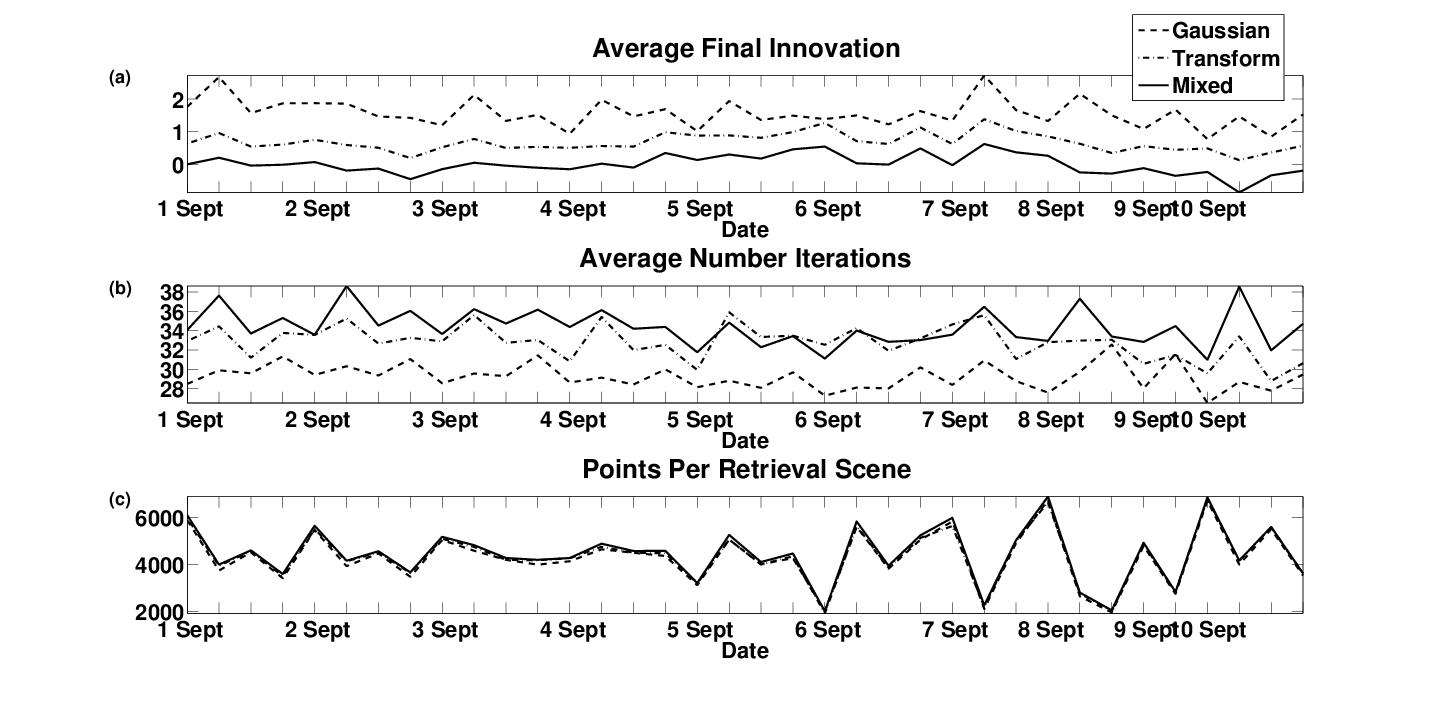 Gaussian
Transform
Mixed
Average Final Innovation
(a)
2
1
0
1 Sept 2 Sept 3 Sept 4 Sept 5 Sept 6 Sept 7 Sept 8 Sept 9 Sept 10 Sept
Date
Average Number Iterations
(b)
38
36
34
32
30
28
1 Sept 2 Sept 3 Sept 4 Sept 5 Sept 6 Sept 7 Sept 8 Sept 9 Sept 10 Sept
Date
Points Per Retrieval Scene
(c)
6000
4000
2000
1 Sept 2 Sept 3 Sept 4 Sept 5 Sept 6 Sept 7 Sept 8 Sept 9 Sept 10 Sept
Date